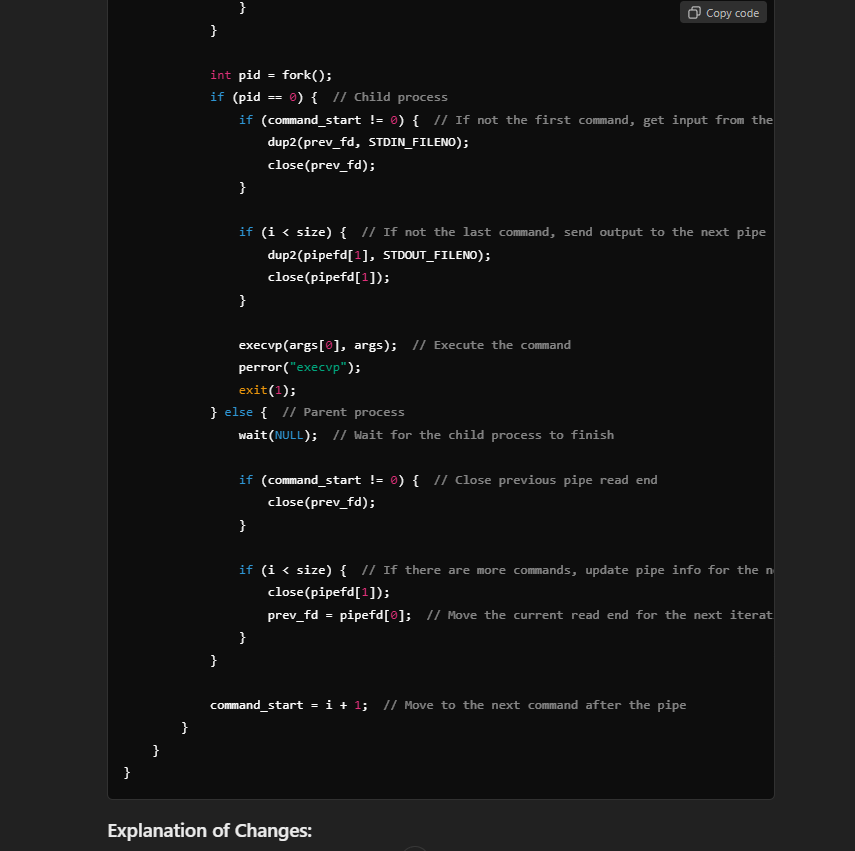 }
Copy code
        }

        int pid = fork();
        if (pid == 0) {  // Child process
            if (command_start != 0) {  // If not the first command, get input from the
                dup2(prev_fd, STDIN_FILENO);
                close(prev_fd);
            }

            if (i < size) {  // If not the last command, send output to the next pipe
                dup2(pipefd[1], STDOUT_FILENO);
                close(pipefd[1]);
            }

            execvp(args[0], args);  // Execute the command
            perror("execvp");
            exit(1);
        } else {  // Parent process
            wait(NULL);  // Wait for the child process to finish

            if (command_start != 0) {  // Close previous pipe read end
                close(prev_fd);
            }

            if (i < size) {  // If there are more commands, update pipe info for the
                close(pipefd[1]);
                prev_fd = pipefd[0];  // Move the current read end for the next iterat
            }
        }

        command_start = i + 1;  // Move to the next command after the pipe
    }
  }
}
Explanation of Changes: